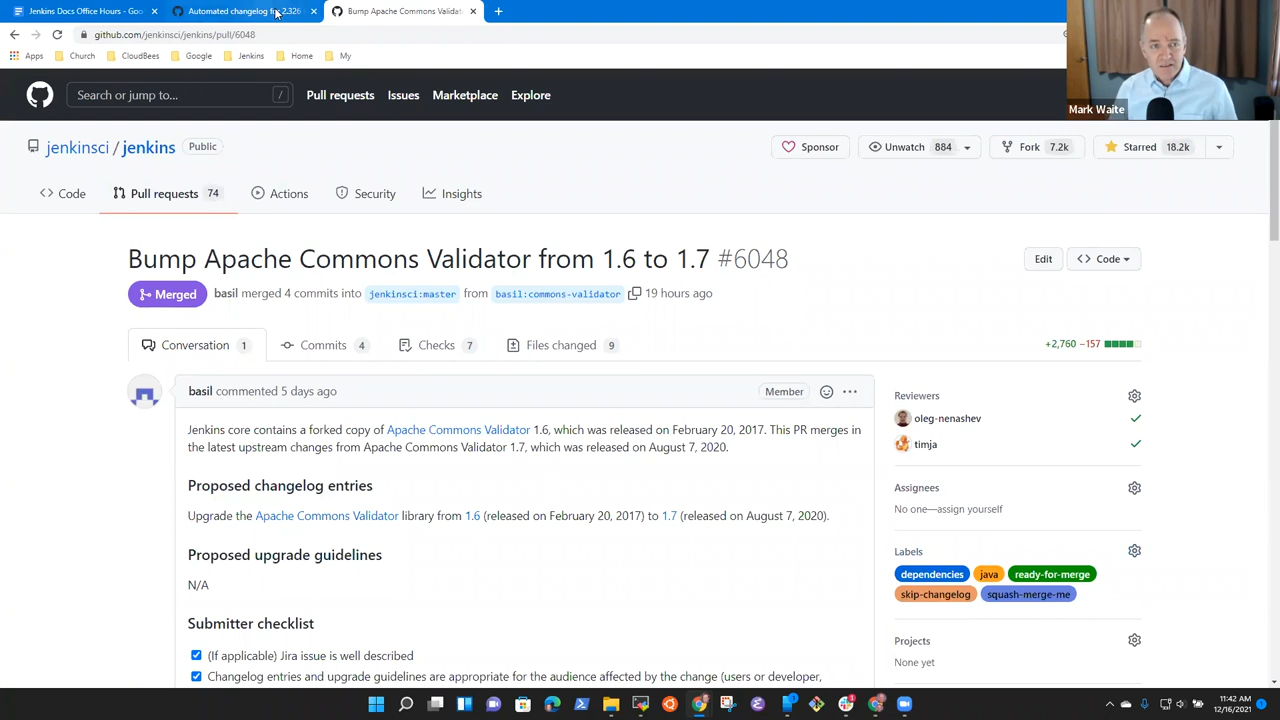 Jenkins Docs Office Hours - Goo
Automated changelog for 2.326
Bump Apache Commons Validat
github.com/jenkinsci/jenkins/pull/6048
Apps
Church
CloudBees
Google
Jenkins
Home
My
Mark Waite
Search or jump to...
/
Pull requests
Issues
Marketplace
Explore
jenkinsci / jenkins
Public
Sponsor
Unwatch 884
Fork 7.2k
Starred 18.2k
Code
Pull requests 74
Actions
Security
Insights
Bump Apache Commons Validator from 1.6 to 1.7 #6048
Edit
Code
Merged
basil merged 4 commits into jenkinsci:master from basil:commons-validator 19 hours ago
Conversation 1
Commits 4
Checks 7
Files changed 9
+2,760 −157
basil commented 5 days ago
Member
Jenkins core contains a forked copy of Apache Commons Validator 1.6, which was released on February 20, 2017. This PR merges in
the latest upstream changes from Apache Commons Validator 1.7, which was released on August 7, 2020.
Proposed changelog entries
Upgrade the Apache Commons Validator library from 1.6 (released on February 20, 2017) to 1.7 (released on August 7, 2020).
Proposed upgrade guidelines
N/A
Submitter checklist
(If applicable) Jira issue is well described
Changelog entries and upgrade guidelines are appropriate for the audience affected by the change (users or developer,
Reviewers
oleg-nenashev
timja
Assignees
No one—assign yourself
Labels
dependencies
java
ready-for-merge
skip-changelog
squash-merge-me
Projects
None yet
11:42 AM
12/16/2021